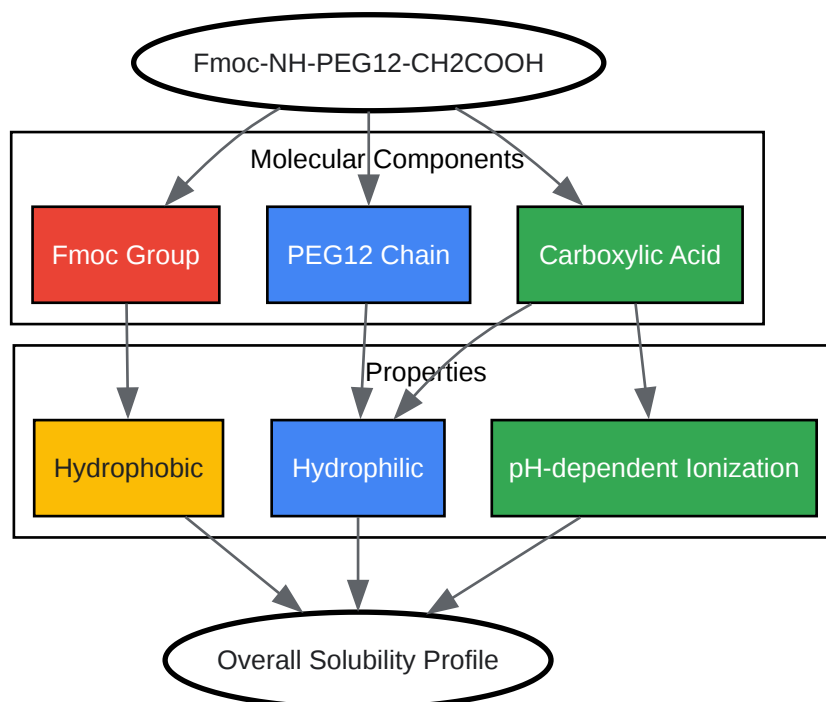 Fmoc-NH-PEG12-CH2COOH
Molecular Components
Fmoc Group
PEG12 Chain
Carboxylic Acid
Properties
Hydrophobic
Hydrophilic
pH-dependent Ionization
Overall Solubility Profile